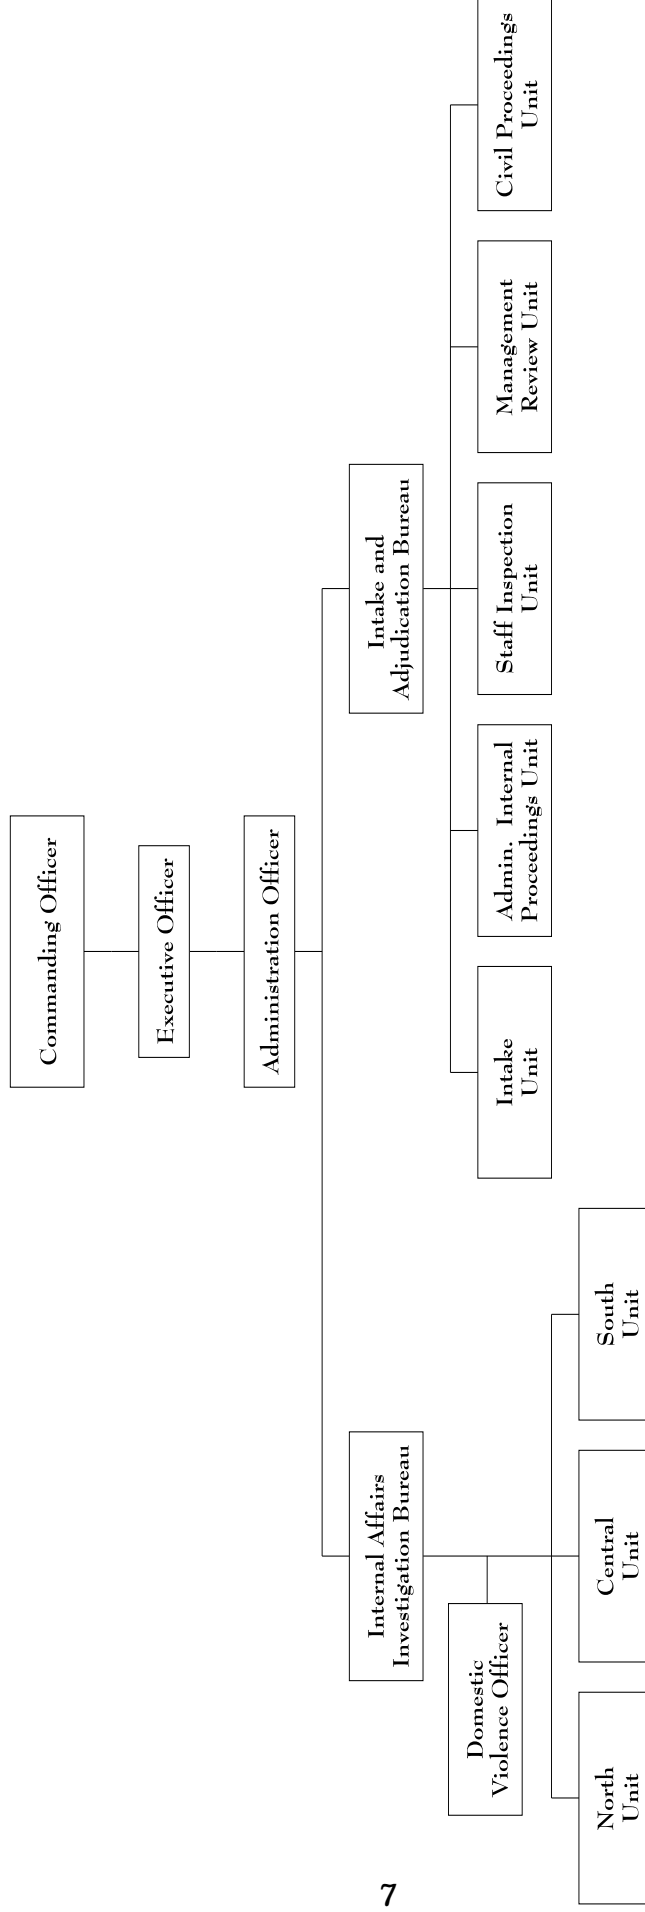 Commanding Officer
Executive Officer
Administration Officer
Internal Affairs
Investigation Bureau
Intake and
Adjudication Bureau
Domestic
Violence Officer
North
Unit
Central
Unit
South
Unit
Intake
Unit
Admin. Internal
Proceedings Unit
Staff Inspection
Unit
Management
Review Unit
Civil Proceedings
Unit
7